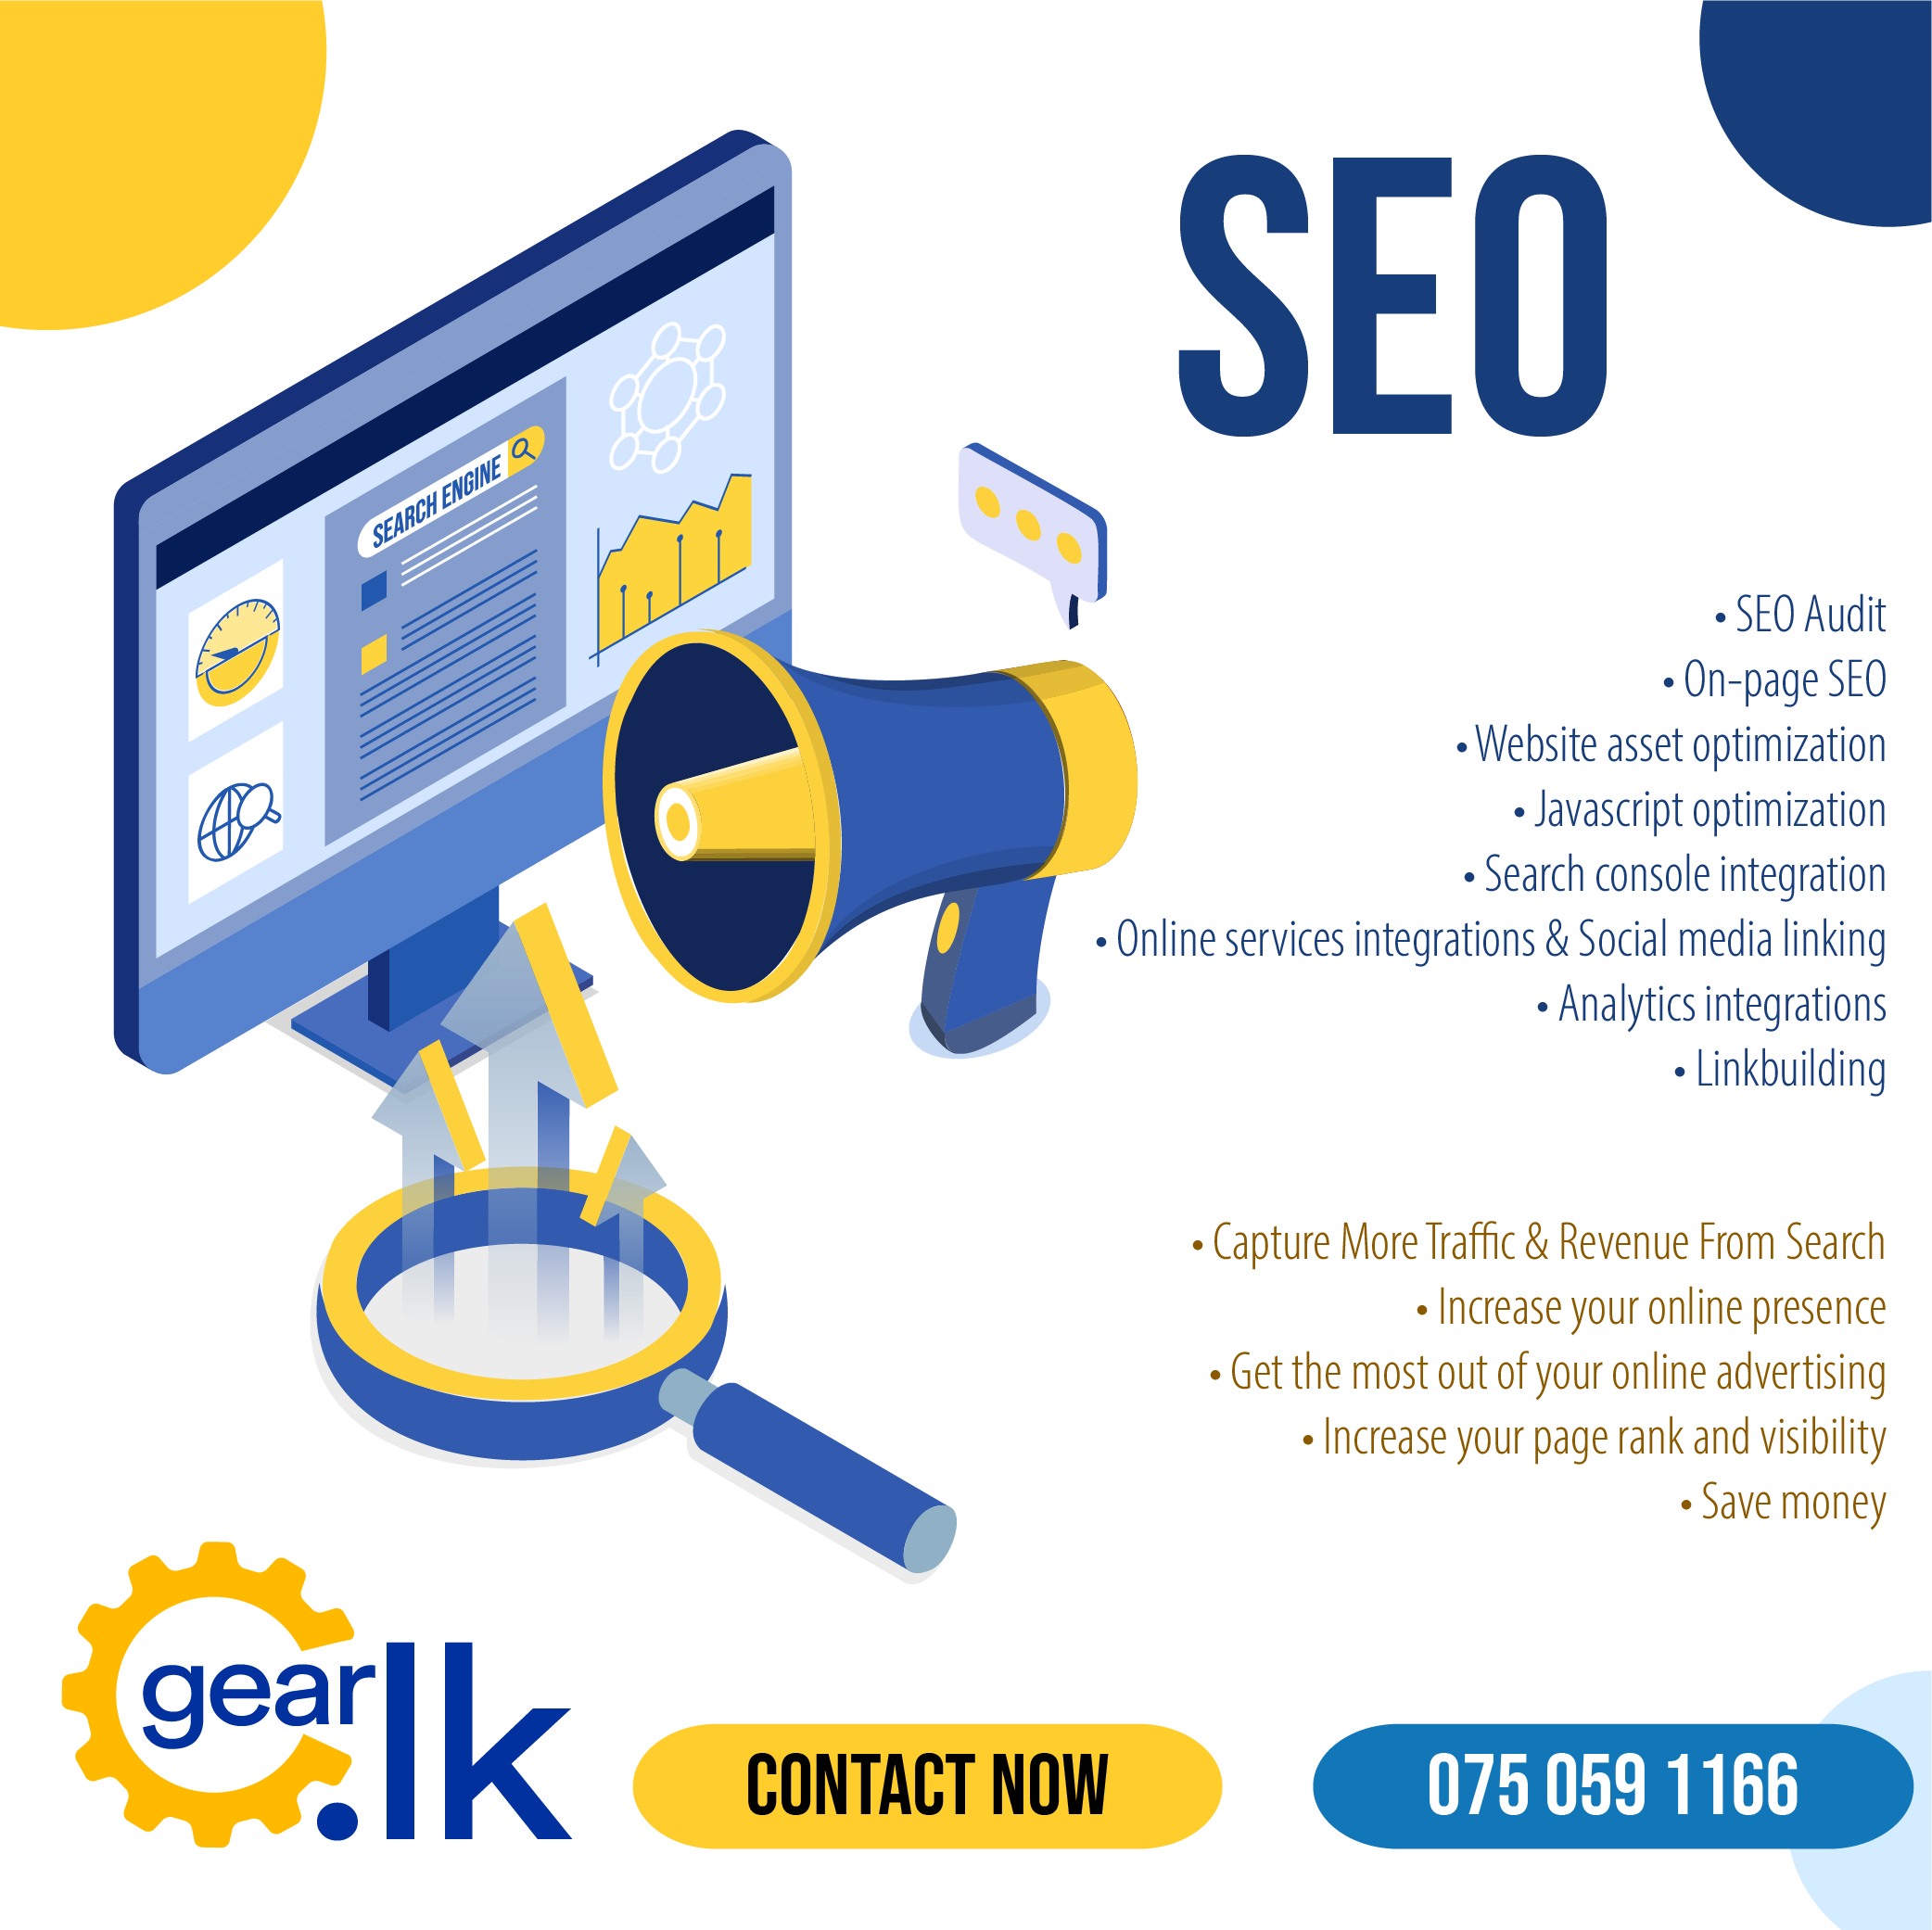 SEO
SEARCH ENGINE
• SEO Audit
• On-page SEO
• Website asset optimization
• Javascript optimization
• Search console integration
• Online services integrations & Social media linking
• Analytics integrations
• Linkbuilding
• Capture More Traffic & Revenue From Search
• Increase your online presence
• Get the most out of your online advertising
• Increase your page rank and visibility
• Save money
gear.lk
CONTACT NOW
075 059 1166